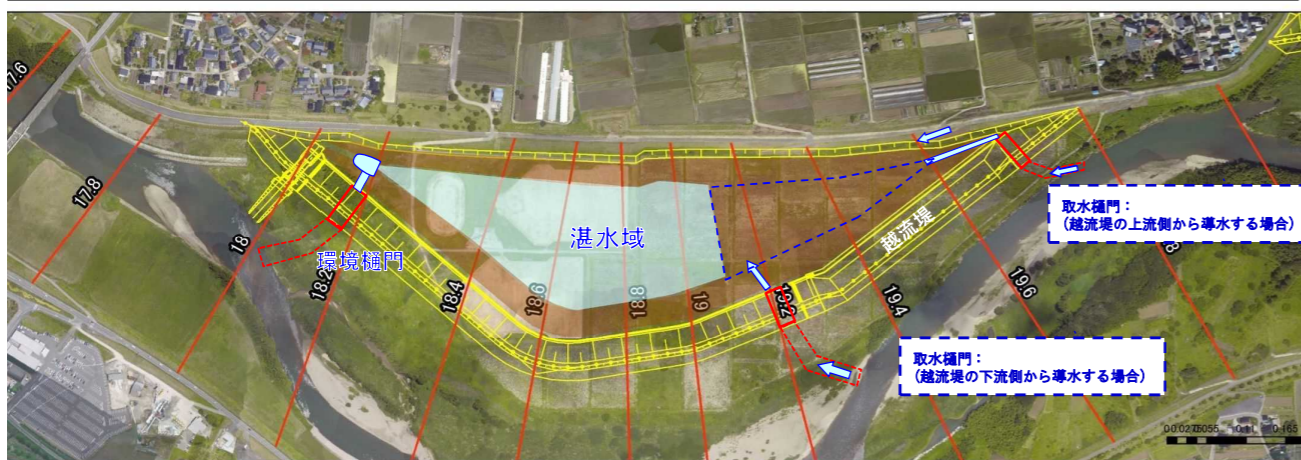 17.6
17.8
18
18.2
環境樋門
18.4
18.6
湛水域
18.8
19
19.2
越流堤
19.4
19.6
取水樋門：
（越流堤の上流側から導水する場合）
取水樋門：
（越流堤の下流側から導水する場合）